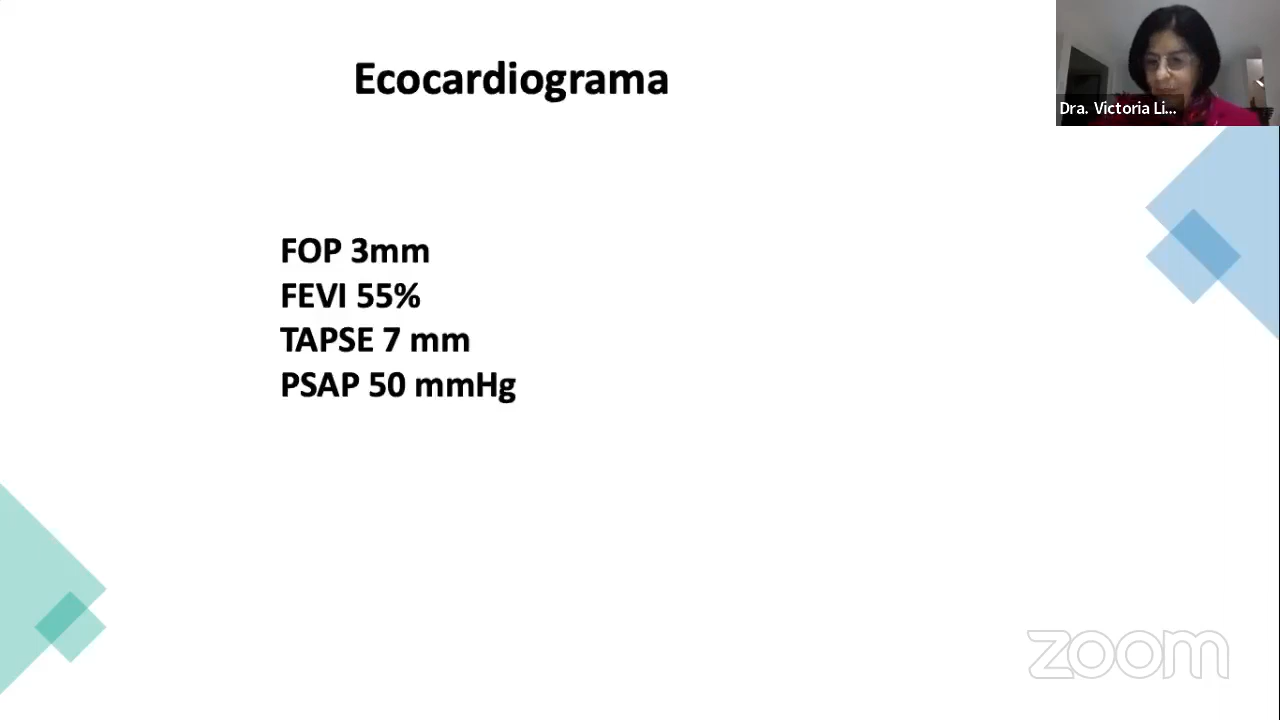 Ecocardiograma
Dra. Victoria Li...
FOP 3mm
FEVI 55%
TAPSE 7 mm
PSAP 50 mmHg
zoom